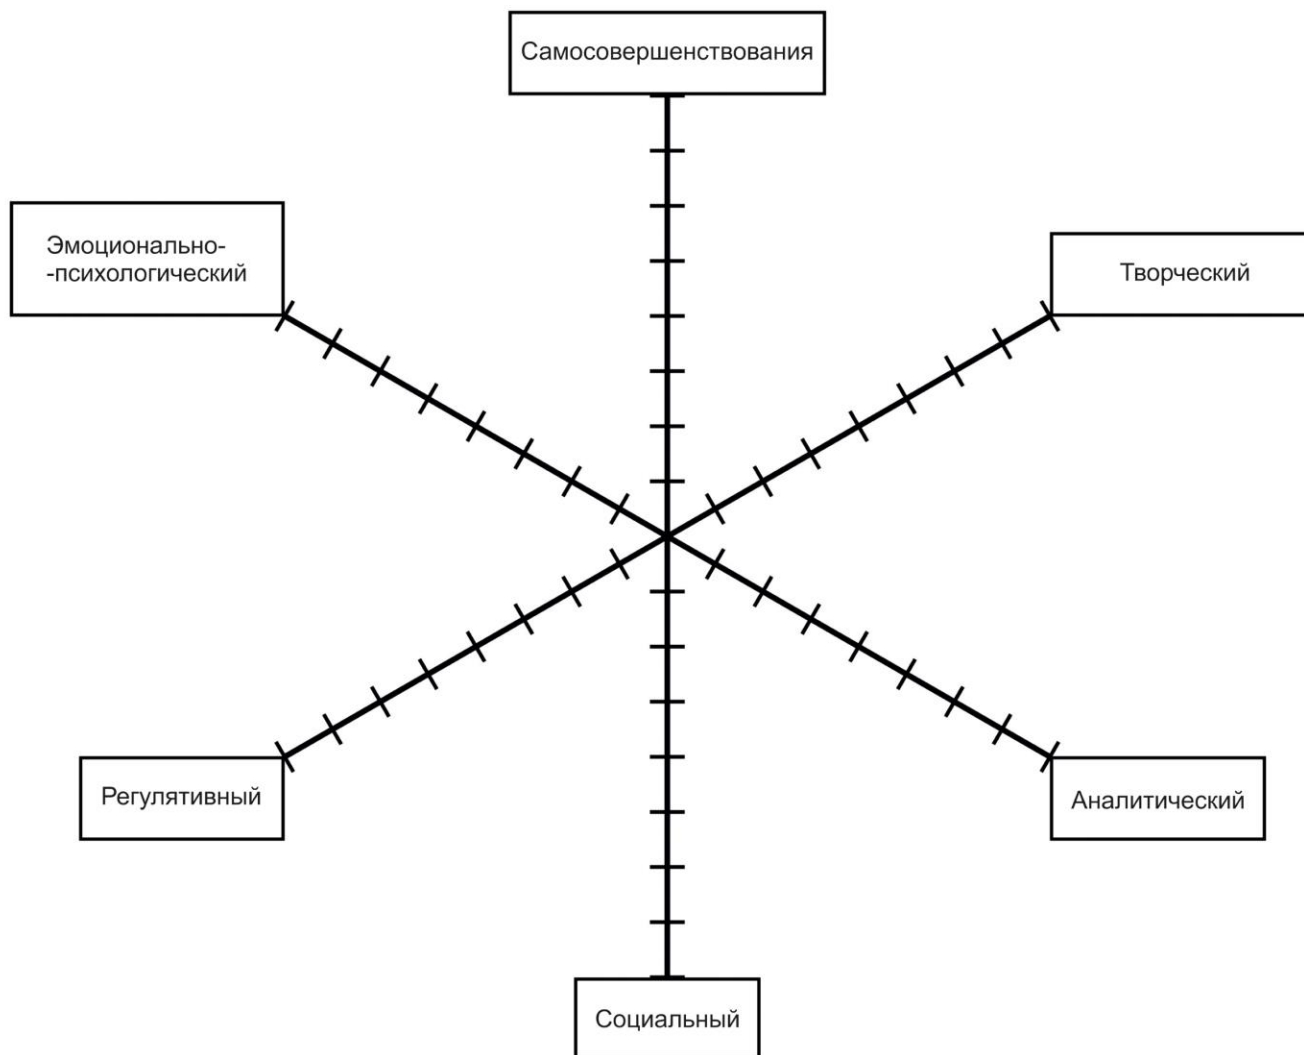 Самосовершенствования
Эмоционально-
-психологический
Творческий
Регулятивный
Аналитический
Социальный